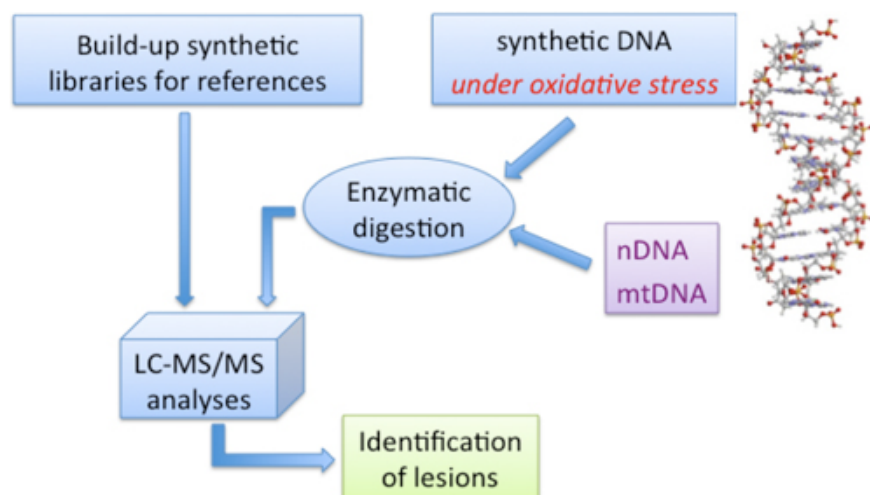 Build-up synthetic
libraries for references
synthetic DNA
under oxidative stress
Enzymatic
digestion
nDNA
mtDNA
LC-MS/MS
analyses
Identification
of lesions